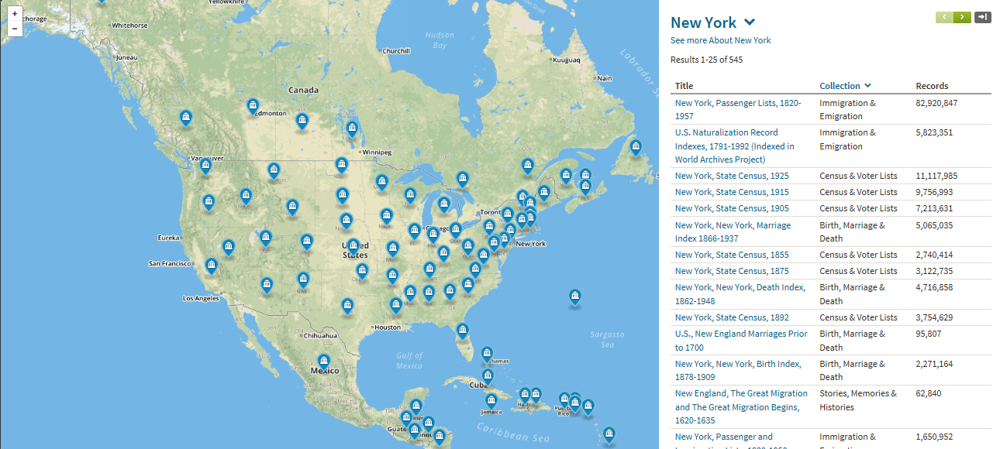 +
−
chorage
Yellowknife
Whitehorse
Juneau
Hudson
Bay
Churchill
Kuujjuaq
Nain
Labrador
Canada
Edmonton
Winnipeg
Vancouver
Toront
Chicago
New York
Eureka
San Francisco
United
States
Los Angeles
Houston
Chihuahua
Gulf of
Mexico
Sargasso
Sea
Mexico
Cuba
Jamaica
Rico
Caribbean Sea
New York
See more About New York
Results 1-25 of 545
Title Collection Records
New York, Passenger Lists, 1820-
1957
Immigration &
Emigration
82,920,847
U.S. Naturalization Record
Indexes, 1791-1992 (Indexed in
World Archives Project)
Immigration &
Emigration
5,823,351
New York, State Census, 1925 Census & Voter Lists 11,117,985
New York, State Census, 1915 Census & Voter Lists 9,756,993
New York, State Census, 1905 Census & Voter Lists 7,213,631
New York, New York, Marriage
Index 1866-1937
Birth, Marriage &
Death
5,065,035
New York, State Census, 1855 Census & Voter Lists 2,740,414
New York, State Census, 1875 Census & Voter Lists 3,122,735
New York, New York, Death Index,
1862-1948
Birth, Marriage &
Death
4,716,858
New York, State Census, 1892 Census & Voter Lists 3,754,629
U.S., New England Marriages Prior
to 1700
Birth, Marriage &
Death
95,807
New York, New York, Birth Index,
1878-1909
Birth, Marriage &
Death
2,271,164
New England, The Great Migration
and The Great Migration Begins,
1620-1635
Stories, Memories &
Histories
62,840
New York, Passenger and
Immigration &
1,650,952